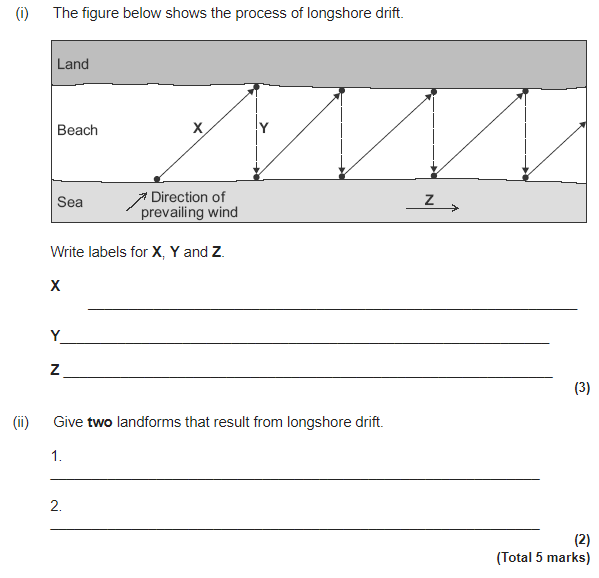 (i) The figure below shows the process of longshore drift.
Land
Beach
X
Y
Sea
Direction of
prevailing wind
Z
Write labels for X, Y and Z.
X
Y
Z
(3)
(ii) Give two landforms that result from longshore drift.
1.
2.
(2)
(Total 5 marks)